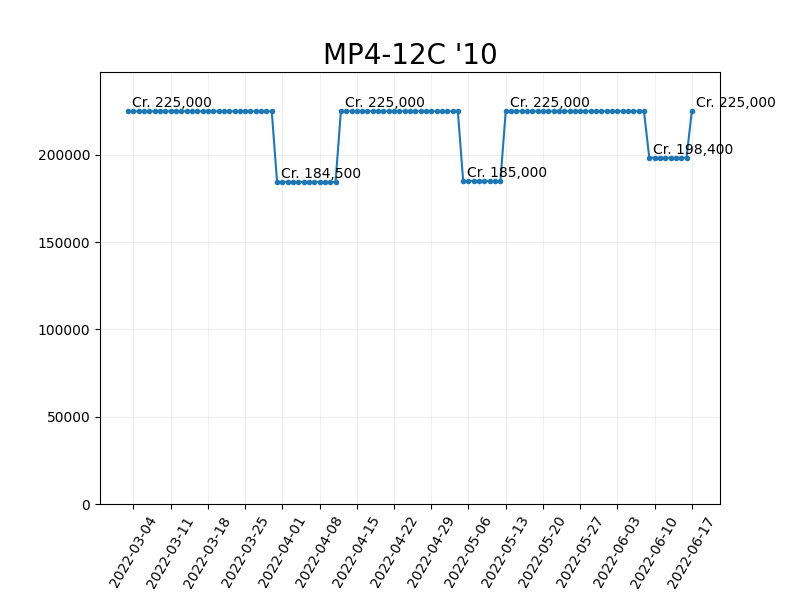 MP4-12C '10
Cr. 225,000
Cr. 225,000
Cr. 225,000
Cr. 225,000
Cr. 198,400
Cr. 184,500
Cr. 185,000
200000
150000
100000
50000
0
2022-03-04
2022-03-11
2022-03-18
2022-03-25
2022-04-01
2022-04-08
2022-04-15
2022-04-22
2022-04-29
2022-05-06
2022-05-13
2022-05-20
2022-05-27
2022-06-03
2022-06-10
2022-06-17